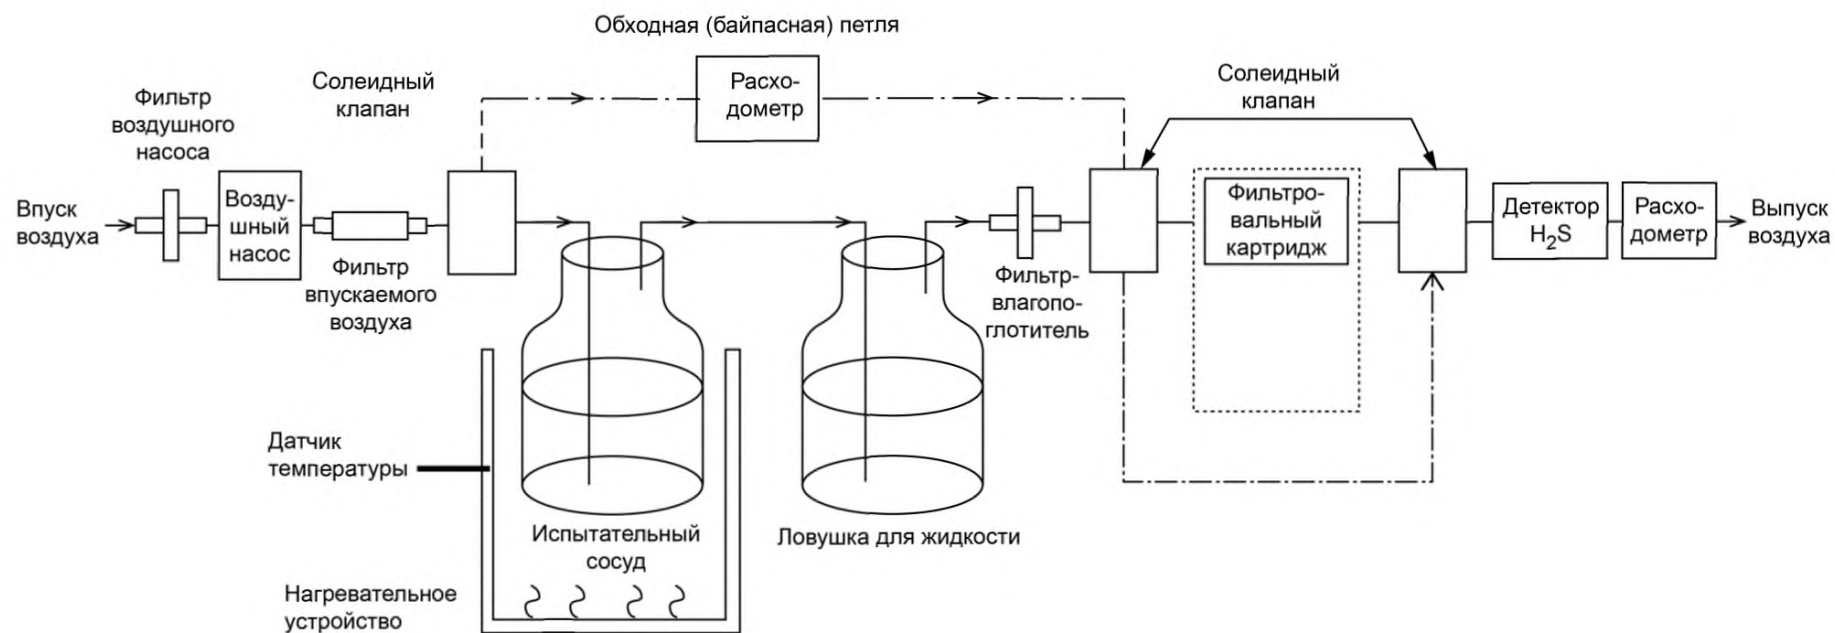 Обходная (байпасная) петля
Солеидный
клапан
Расхо-
дометр
Солеидный
клапан
Фильтр
воздушного
насоса
Впуск
воздуха
Возду-
шный
насос
Фильтр
впускаемого
воздуха
Фильтр-
влагопо-
глотитель
Фильтро-
вальный
картридж
Детектор
H₂S
Расхо-
дометр
Выпуск
воздуха
Датчик
температуры
Испытательный
сосуд
Ловушка для жидкости
Нагревательное
устройство